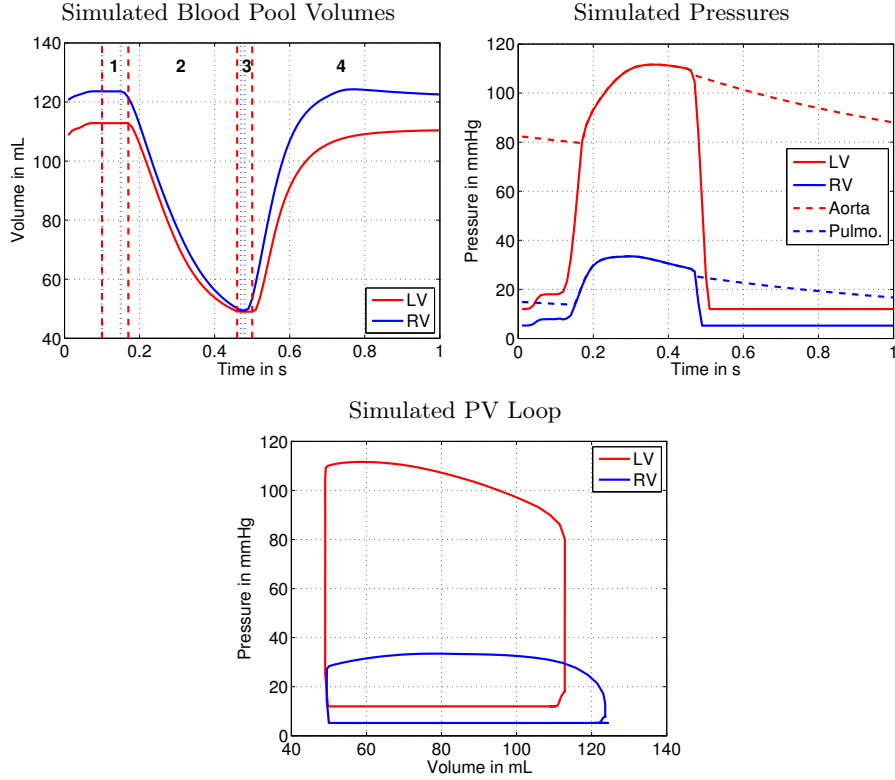 Simulated Blood Pool Volumes
140
120
100
80
60
40
Volume in mL
1 2 3 4
LV
RV
0 0.2 0.4 0.6 0.8 1
Time in s
Simulated Pressures
120
100
80
60
40
20
0
Pressure in mmHg
LV
RV
Aorta
Pulmo.
0 0.2 0.4 0.6 0.8 1
Time in s
Simulated PV Loop
120
100
80
60
40
20
0
Pressure in mmHg
LV
RV
40 60 80 100 120 140
Volume in mL